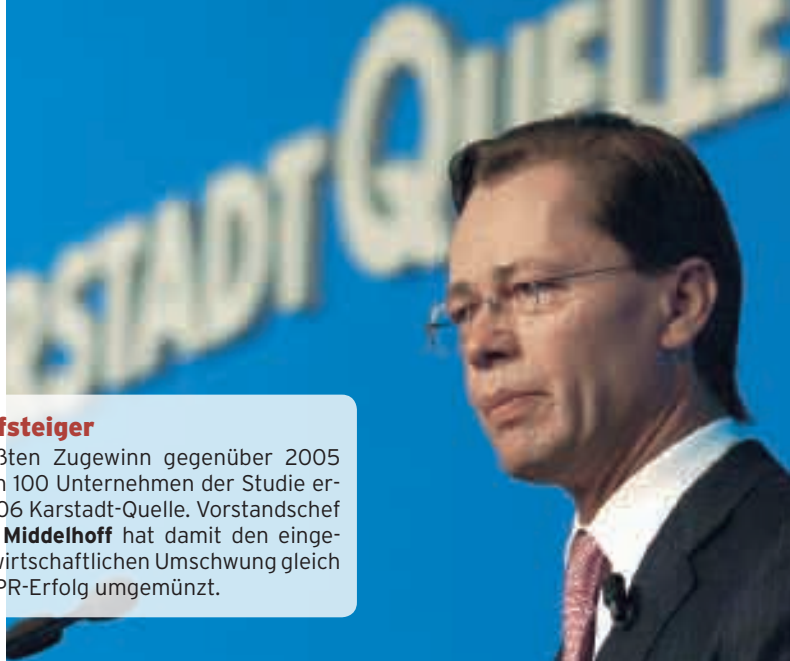 RSTADT QUELLE
fsteiger
ßten Zugewinn gegenüber 2005
n 100 Unternehmen der Studie er-
06 Karstadt-Quelle. Vorstandschef
Middelhoff hat damit den einge-
wirtschaftlichen Umschwung gleich
PR-Erfolg umgemünzt.